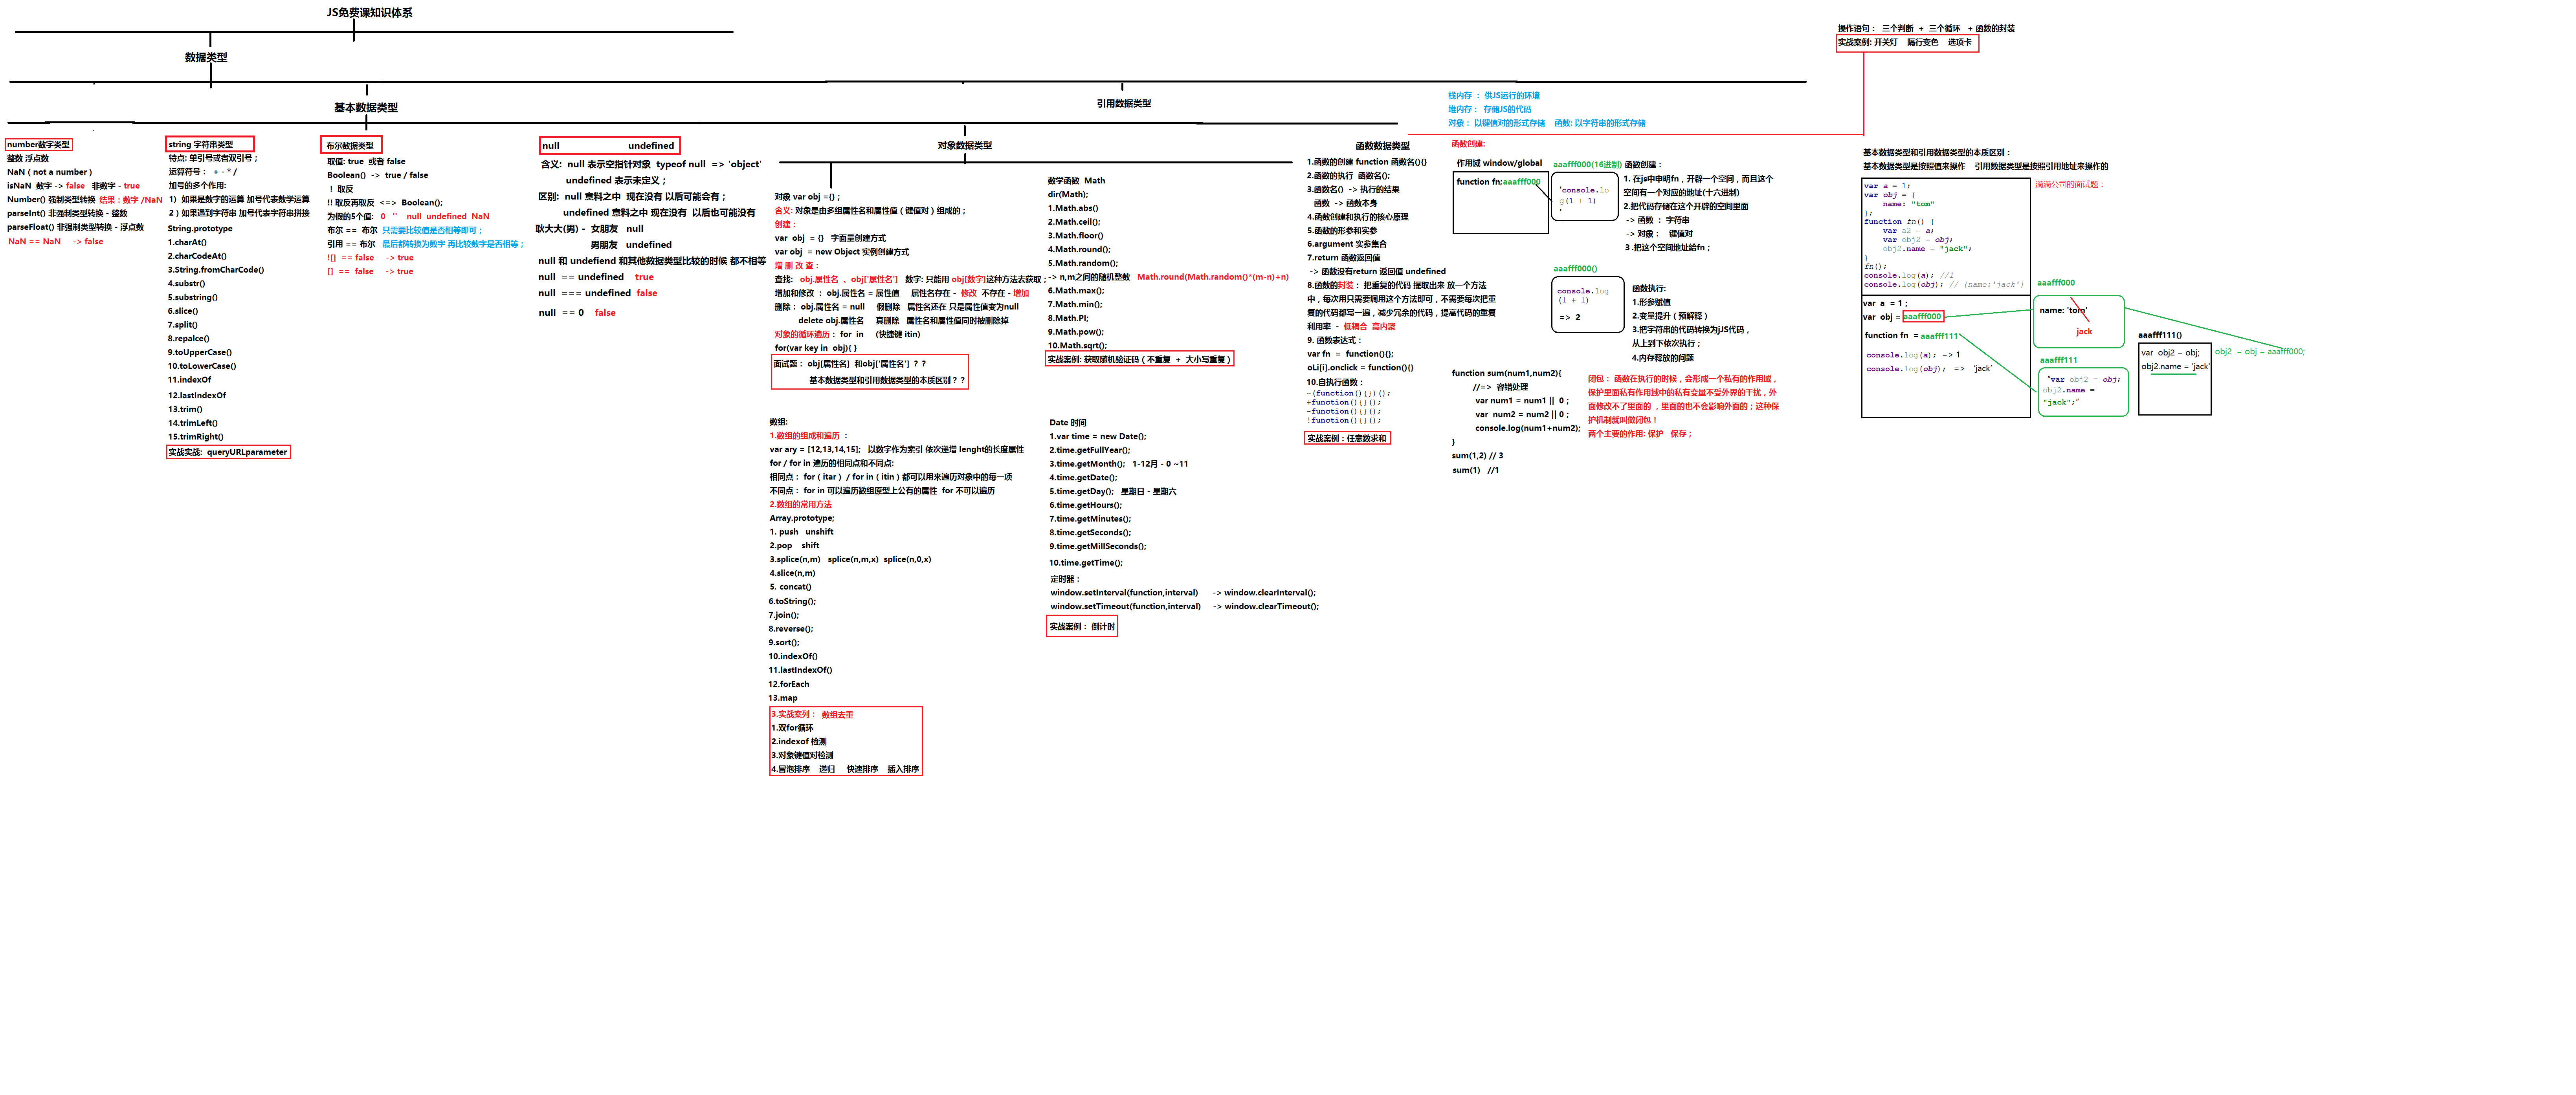 JS免费课知识体系
数据类型
基本数据类型
引用数据类型
number数字类型
整数 浮点数
NaN ( not a number )
isNaN 数字 -> false 非数字 - true
Number() 强制类型转换 结果：数字 /NaN
parseInt() 非强制类型转换 - 整数
parseFloat() 非强制类型转换 - 浮点数
NaN == NaN -> false
string 字符串类型
特点: 单引号或者双引号；
运算符号： + - * /
加号的多个作用:
1）如果是数字的运算 加号代表数学运算
2 ) 如果遇到字符串 加号代表字符串拼接
String.prototype
1.charAt()
2.charCodeAt()
3.String.fromCharCode()
4.substr()
5.substring()
6.slice()
7.split()
8.repalce()
9.toUpperCase()
10.toLowerCase()
11.indexOf
12.lastIndexOf
13.trim()
14.trimLeft()
15.trimRight()
实战实战: queryURLparameter
布尔数据类型
取值: true 或者 false
Boolean() -> true / false
！ 取反
!! 取反再取反 <=> Boolean();
为假的5个值: 0 '' null undefined NaN
布尔 == 布尔 只需要比较值是否相等即可；
引用 == 布尔 最后都转换为数字 再比较数字是否相等；
![] == false -> true
[] == false -> true
null undefined
含义: null 表示空指针对象 typeof null => 'object'
undefined 表示未定义；
区别: null 意料之中 现在没有 以后可能会有；
undefined 意料之中 现在没有 以后也可能没有
耿大大(男) - 女朋友 null
男朋友 undefined
null 和 undefiend 和其他数据类型比较的时候 都不相等
null == undefined true
null === undefined false
null == 0 false
对象数据类型
对象 var obj ={}；
含义: 对象是由多组属性名和属性值（键值对）组成的；
创建：
var obj = {} 字面量创建方式
var obj = new Object 实例创建方式
增 删 改 查：
查找: obj.属性名 、obj['属性名'] 数字: 只能用 obj[数字]这种方法去获取；
增加和修改 ： obj.属性名 = 属性值 属性名存在 - 修改 不存在 - 增加
删除： obj.属性名 = null 假删除 属性名还在 只是属性值变为null
delete obj.属性名 真删除 属性名和属性值同时被删除掉
对象的循环遍历： for in (快捷键 itin)
for(var key in obj){ }
面试题： obj[属性名] 和obj['属性名'] ？？
基本数据类型和引用数据类型的本质区别？？
数组:
1.数组的组成和遍历 ：
var ary = [12,13,14,15]; 以数字作为索引 依次递增 lenght的长度属性
for / for in 遍历的相同点和不同点:
相同点： for ( itar ) / for in ( itin ) 都可以用来遍历对象中的每一项
不同点： for in 可以遍历数组原型上公有的属性 for 不可以遍历
2.数组的常用方法
Array.prototype;
1. push unshift
2.pop shift
3.splice(n,m) splice(n,m,x) splice(n,0,x)
4.slice(n,m)
5. concat()
6.toString();
7.join();
8.reverse();
9.sort();
10.indexOf()
11.lastIndexOf()
12.forEach
13.map
3.实战案列： 数组去重
1.双for循环
2.indexof 检测
3.对象键值对检测
4.冒泡排序 递归 快速排序 插入排序
数学函数 Math
dir(Math);
1.Math.abs()
2.Math.ceil();
3.Math.floor()
4.Math.round();
5.Math.random();
-> n,m之间的随机整数 Math.round(Math.random()*(m-n)+n)
6.Math.max();
7.Math.min();
8.Math.PI;
9.Math.pow();
10.Math.sqrt();
实战案例: 获取随机验证码（不重复 + 大小写重复）
Date 时间
1.var time = new Date();
2.time.getFullYear();
3.time.getMonth(); 1-12月 - 0 ~11
4.time.getDate();
5.time.getDay(); 星期日 - 星期六
6.time.getHours();
7.time.getMinutes();
8.time.getSeconds();
9.time.getMillSeconds();
10.time.getTime();
定时器：
window.setInterval(function,interval) -> window.clearInterval();
window.setTimeout(function,interval) -> window.clearTimeout();
实战案例： 倒计时
函数数据类型
1.函数的创建 function 函数名(){}
2.函数的执行 函数名();
3.函数名() -> 执行的结果
函数 -> 函数本身
4.函数创建和执行的核心原理
5.函数的形参和实参
6.argument 实参集合
7.return 函数返回值
-> 函数没有return 返回值 undefined
8.函数的封装： 把重复的代码 提取出来 放一个方法
中，每次用只需要调用这个方法即可，不需要每次把重
复的代码都写一遍，减少冗余的代码，提高代码的重复
利用率 - 低耦合 高内聚
9. 函数表达式：
var fn = function(){};
oLi[i].onclick = function(){}
10.自执行函数：
~(function(){})();
+function(){}();
-function(){}();
!function(){}();
实战案例：任意数求和
栈内存 ： 供JS运行的环境
堆内存： 存储JS的代码
对象： 以键值对的形式存储 函数: 以字符串的形式存储
函数创建:
作用域 window/global
function fn;aaafff000
aaafff000(16进制)
'console.lo
g(1 + 1)
'
函数创建：
1. 在js中申明fn，开辟一个空间，而且这个
空间有一个对应的地址(十六进制)
2.把代码存储在这个开辟的空间里面
-> 函数 ： 字符串
-> 对象： 键值对
3 .把这个空间地址给fn；
aaafff000()
console.log
(1 + 1)
=> 2
函数执行:
1.形参赋值
2.变量提升（预解释）
3.把字符串的代码转换为jJS代码，
从上到下依次执行；
4.内存释放的问题
function sum(num1,num2){
//=> 容错处理
var num1 = num1 || 0 ;
var num2 = num2 || 0 ;
console.log(num1+num2);
}
sum(1,2) // 3
sum(1) //1
闭包： 函数在执行的时候，会形成一个私有的作用域，
保护里面私有作用域中的私有变量不受外界的干扰，外
面修改不了里面的 ，里面的也不会影响外面的；这种保
护机制就叫做闭包！
两个主要的作用: 保护 保存；
操作语句： 三个判断 + 三个循环 + 函数的封装
实战案例: 开关灯 隔行变色 选项卡
基本数据类型和引用数据类型的本质区别：
基本数据类型是按照值来操作 引用数据类型是按照引用地址来操作的
滴滴公司的面试题：
var a = 1;
var obj = {
name: "tom"
};
function fn() {
var a2 = a;
var obj2 = obj;
obj2.name = "jack";
}
fn();
console.log(a); //1
console.log(obj); // {name:'jack'}
var a = 1 ;
var obj = aaafff000
function fn = aaafff111
console.log(a); => 1
console.log(obj); => 'jack'
aaafff000
name: 'tom'
jack
aaafff111
"var obj2 = obj;
obj2.name =
"jack";"
aaafff111()
var obj2 = obj;
obj2.name = 'jack'
obj2 = obj = aaafff000;